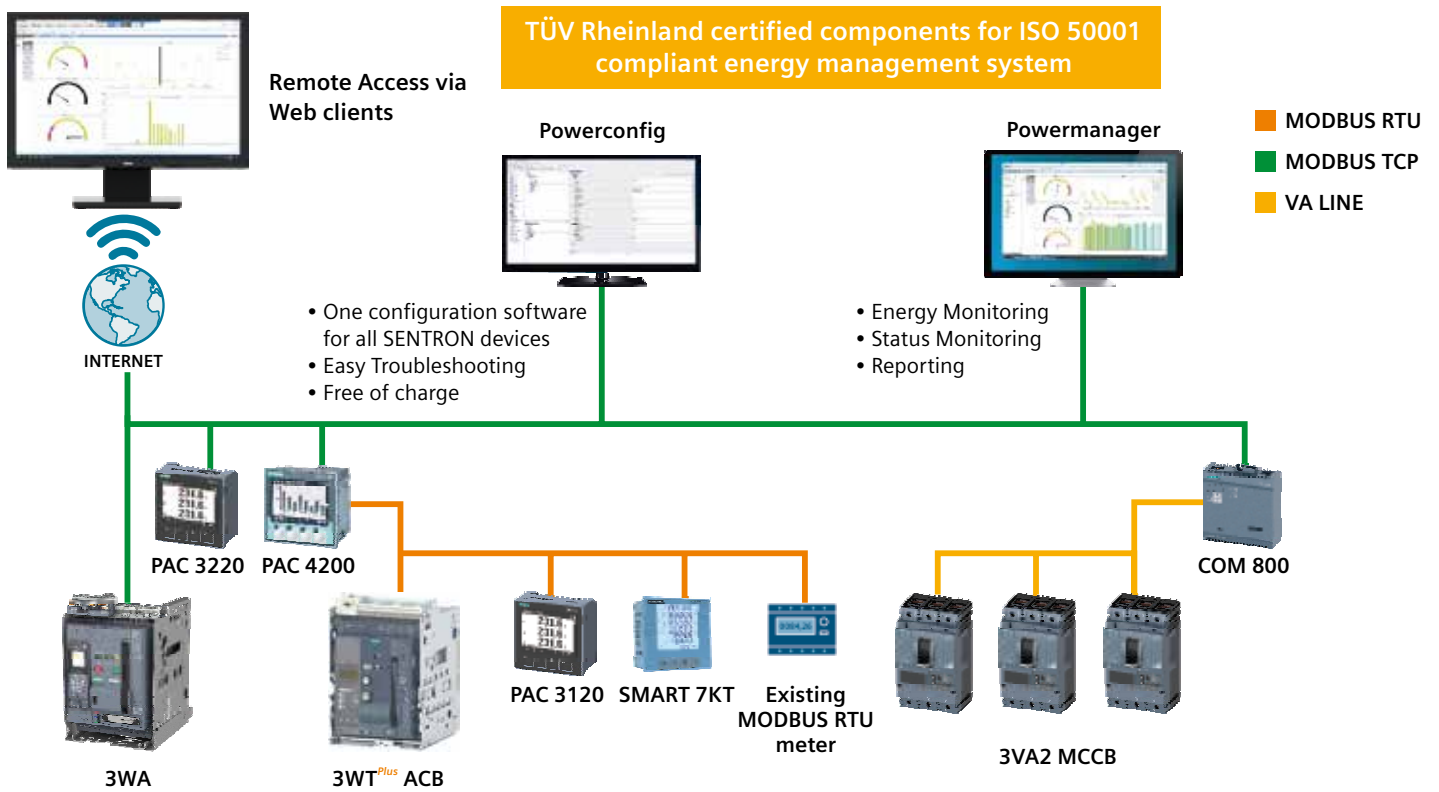 TÜV Rheinland certified components for ISO 50001
compliant energy management system
Remote Access via
Web clients
Powerconfig
Powermanager
MODBUS RTU
MODBUS TCP
VA LINE
INTERNET
• One configuration software
for all SENTRON devices
• Easy Troubleshooting
• Free of charge
• Energy Monitoring
• Status Monitoring
• Reporting
PAC 3220
PAC 4200
COM 800
PAC 3120
SMART 7KT
Existing
MODBUS RTU
meter
3WA
3WTPlus ACB
3VA2 MCCB